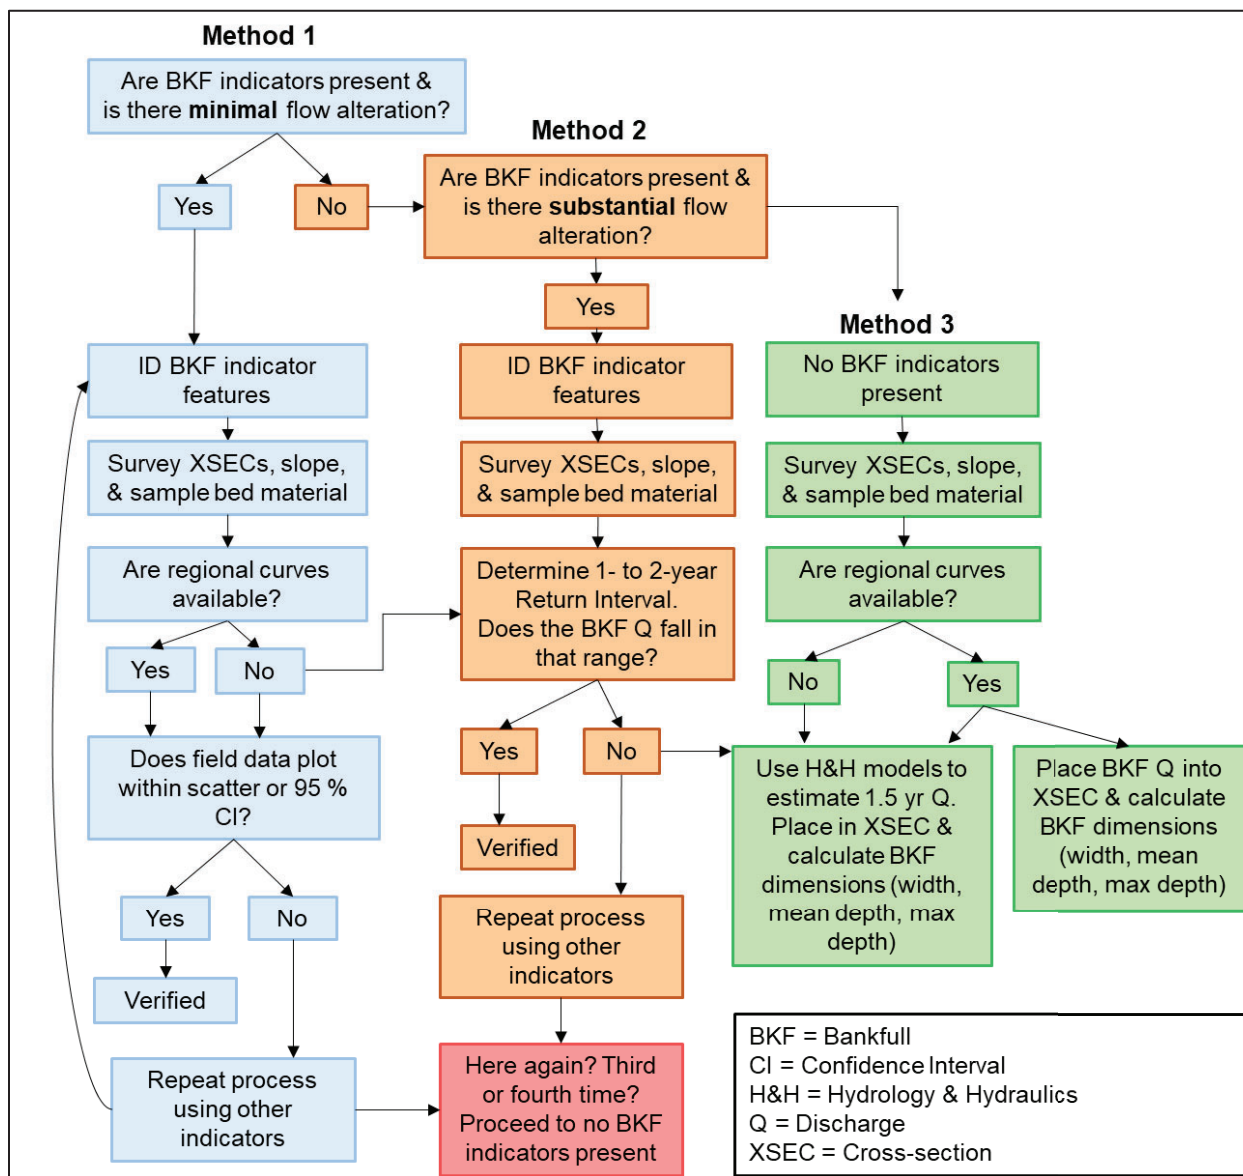 Method 1
Are BKF indicators present &
is there minimal flow alteration?
Yes
No
Method 2
Are BKF indicators present &
is there substantial flow
alteration?
Yes
Method 3
ID BKF indicator
features
Survey XSECs, slope,
& sample bed material
Are regional curves
available?
Yes
No
Does field data plot
within scatter or 95 %
CI?
Yes
No
Verified
Repeat process
using other
indicators
ID BKF indicator
features
Survey XSECs, slope,
& sample bed material
Determine 1- to 2-year
Return Interval.
Does the BKF Q fall in
that range?
Yes
No
Verified
Repeat process
using other
indicators
Here again? Third
or fourth time?
Proceed to no BKF
indicators present
No BKF indicators
present
Survey XSECs, slope,
& sample bed material
Are regional curves
available?
No
Yes
Use H&H models to
estimate 1.5 yr Q.
Place in XSEC &
calculate BKF
dimensions (width,
mean depth, max
depth)
Place BKF Q into
XSEC & calculate
BKF dimensions
(width, mean
depth, max depth)
BKF = Bankfull
CI = Confidence Interval
H&H = Hydrology & Hydraulics
Q = Discharge
XSEC = Cross-section